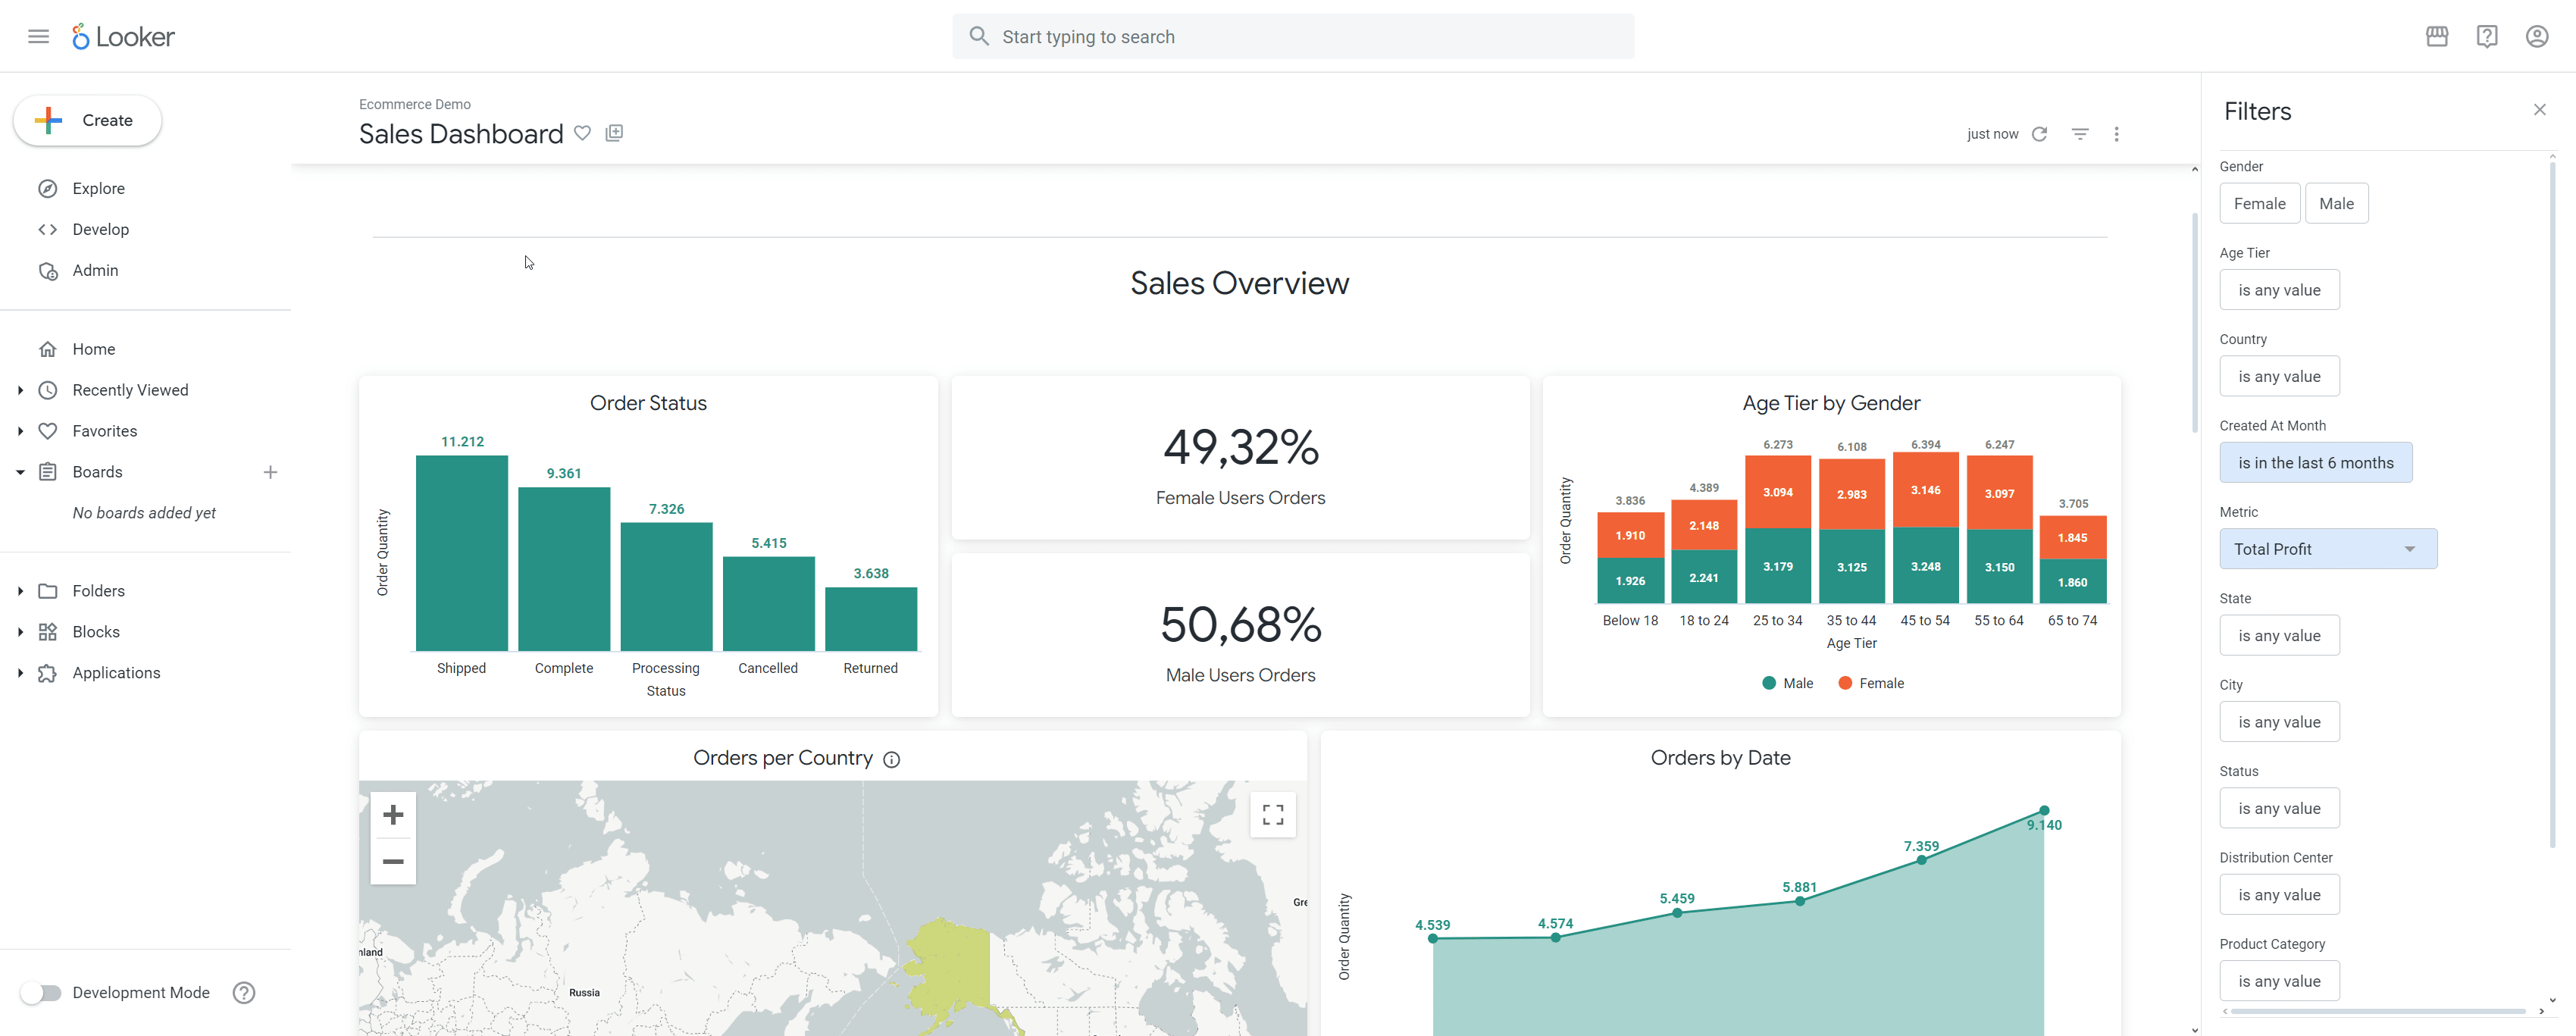 Looker
Start typing to search
Create
Explore
Develop
Admin
Home
Recently Viewed
Favorites
Boards
No boards added yet
Folders
Blocks
Applications
Development Mode
Ecommerce Demo
Sales Dashboard
just now
Sales Overview
Order Status
Order Quantity
11.212
9.361
7.326
5.415
3.638
Shipped
Complete
Processing
Cancelled
Returned
Status
49,32%
Female Users Orders
50,68%
Male Users Orders
Age Tier by Gender
Order Quantity
3.836
4.389
6.273
6.108
6.394
6.247
3.705
1.910
2.148
3.094
2.983
3.146
3.097
1.845
1.926
2.241
3.179
3.125
3.248
3.150
1.860
Below 18
18 to 24
25 to 34
35 to 44
45 to 54
55 to 64
65 to 74
Age Tier
Male
Female
Orders per Country
nland
Russia
Gre
Orders by Date
Order Quantity
4.539
4.574
5.459
5.881
7.359
9.140
Filters
Gender
Female Male
Age Tier
is any value
Country
is any value
Created At Month
is in the last 6 months
Metric
Total Profit
State
is any value
City
is any value
Status
is any value
Distribution Center
is any value
Product Category
is any value